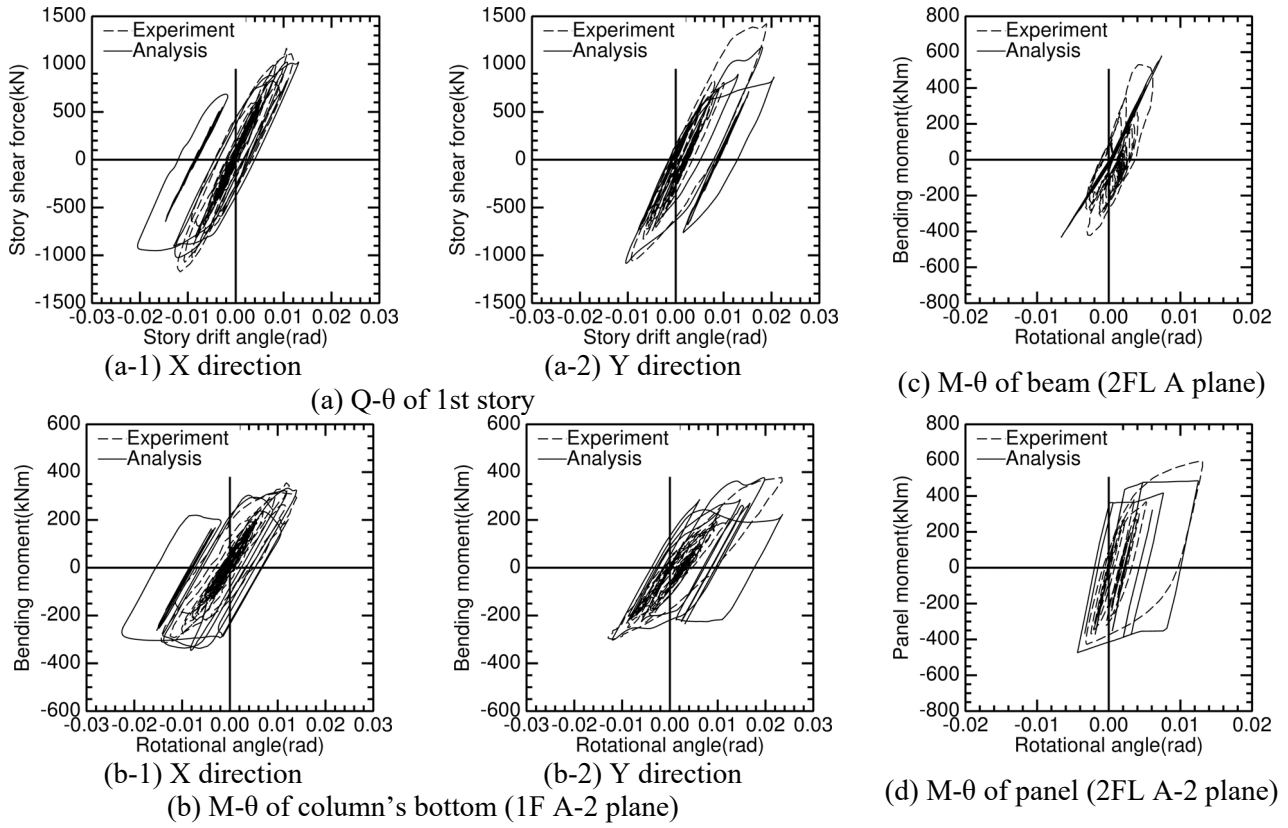 1500
1000
500
0
-500
-1000
-1500
Story shear force(kN)
Experiment
Analysis
-0.03 -0.02 -0.01 0.00 0.01 0.02 0.03
Story drift angle(rad)
(a-1) X direction
1500
1000
500
0
-500
-1000
-1500
Story shear force(kN)
Experiment
Analysis
-0.03 -0.02 -0.01 0.00 0.01 0.02 0.03
Story drift angle(rad)
(a-2) Y direction
(a) Q-θ of 1st story
800
600
400
200
0
-200
-400
-600
-800
Bending moment(kNm)
Experiment
Analysis
-0.02 -0.01 0.00 0.01 0.02
Rotational angle(rad)
(c) M-θ of beam (2FL A plane)
600
400
200
0
-200
-400
-600
Bending moment(kNm)
Experiment
Analysis
-0.03 -0.02 -0.01 0.00 0.01 0.02 0.03
Rotational angle(rad)
(b-1) X direction
600
400
200
0
-200
-400
-600
Bending moment(kNm)
Experiment
Analysis
-0.03 -0.02 -0.01 0.00 0.01 0.02 0.03
Rotational angle(rad)
(b-2) Y direction
(b) M-θ of column's bottom (1F A-2 plane)
800
600
400
200
0
-200
-400
-600
-800
Panel moment(kNm)
Experiment
Analysis
-0.02 -0.01 0.00 0.01 0.02
Rotational angle(rad)
(d) M-θ of panel (2FL A-2 plane)